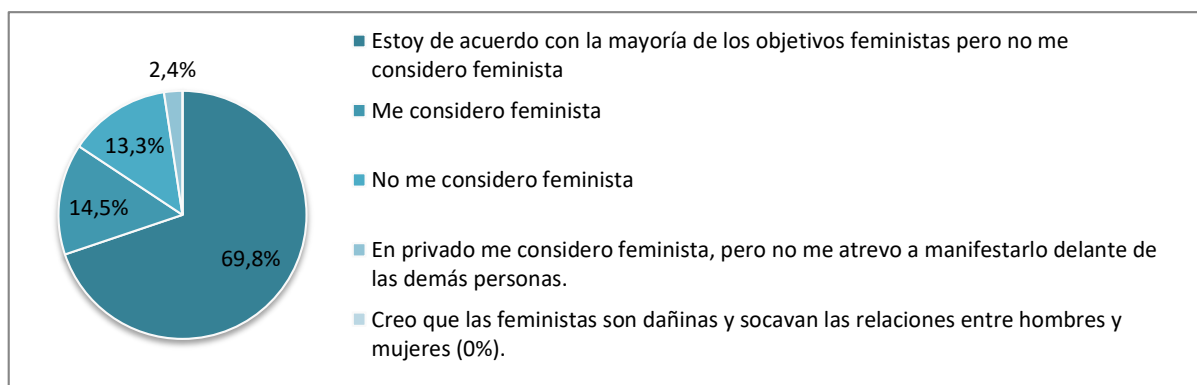 2,4%
13,3%
14,5%
69,8%
Estoy de acuerdo con la mayoría de los objetivos feministas pero no me
considero feminista
Me considero feminista
No me considero feminista
En privado me considero feminista, pero no me atrevo a manifestarlo delante de
las demás personas.
Creo que las feministas son dañinas y socavan las relaciones entre hombres y
mujeres (0%).